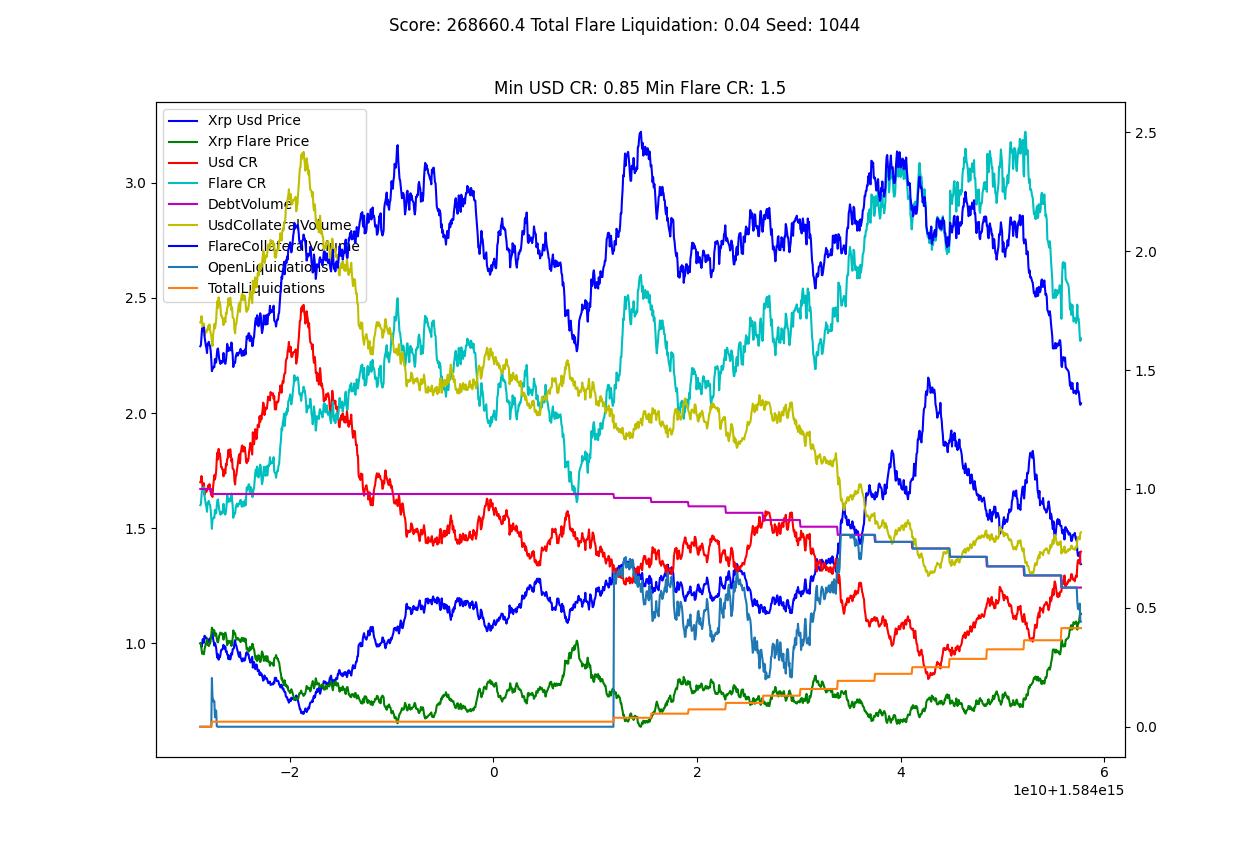 Score: 268660.4 Total Flare Liquidation: 0.04 Seed: 1044
Min USD CR: 0.85 Min Flare CR: 1.5
Xrp Usd Price
Xrp Flare Price
Usd CR
Flare CR
DebtVolume
UsdCollateralVolume
FlareCollateralVolume
OpenLiquidations
TotalLiquidations
3.0
2.5
2.0
1.5
1.0
2.5
2.0
1.5
1.0
0.5
0.0
−2
0
2
4
6
1e10+1.584e15